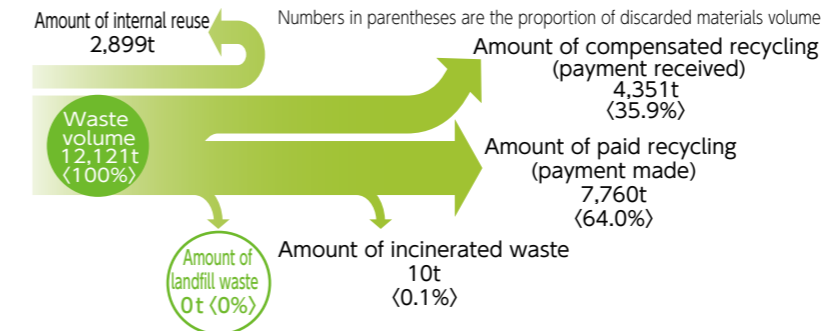 Amount of internal reuse
2,899t
Numbers in parentheses are the proportion of discarded materials volume
Amount of compensated recycling
(payment received)
4,351t
〈35.9%〉
Waste
volume
12,121t
〈100%〉
Amount of paid recycling
(payment made)
7,760t
〈64.0%〉
Amount of
landfill waste
0t〈0%〉
Amount of incinerated waste
10t
〈0.1%〉